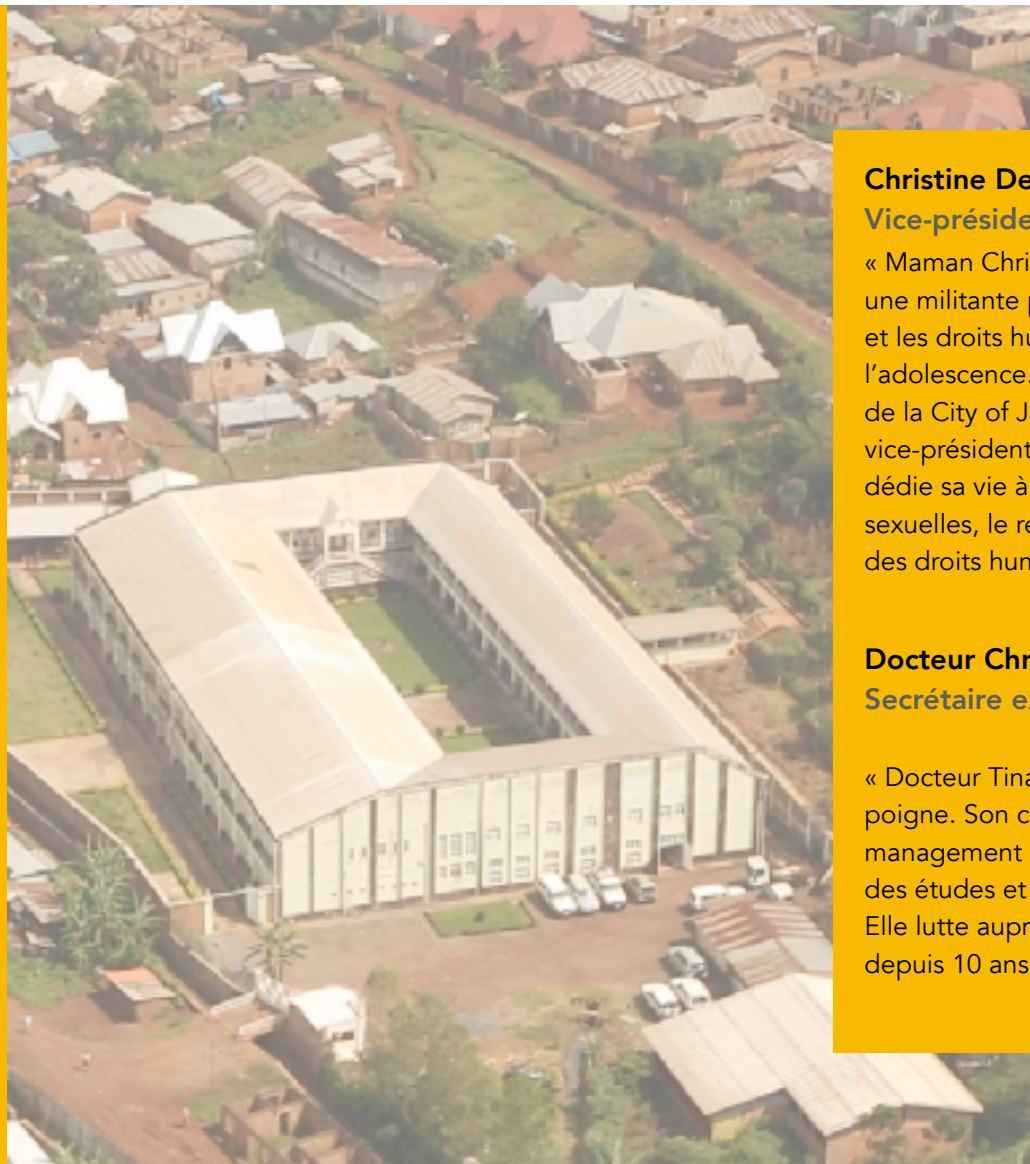 Christine De
Vice-préside
« Maman Chri
une militante p
et les droits hu
l’adolescence.
de la City of J
vice-président
dédie sa vie à
sexuelles, le re
des droits hum
Docteur Chr
Secrétaire ex
« Docteur Tina
poigne. Son c
management
des études et
Elle lutte aupr
depuis 10 ans